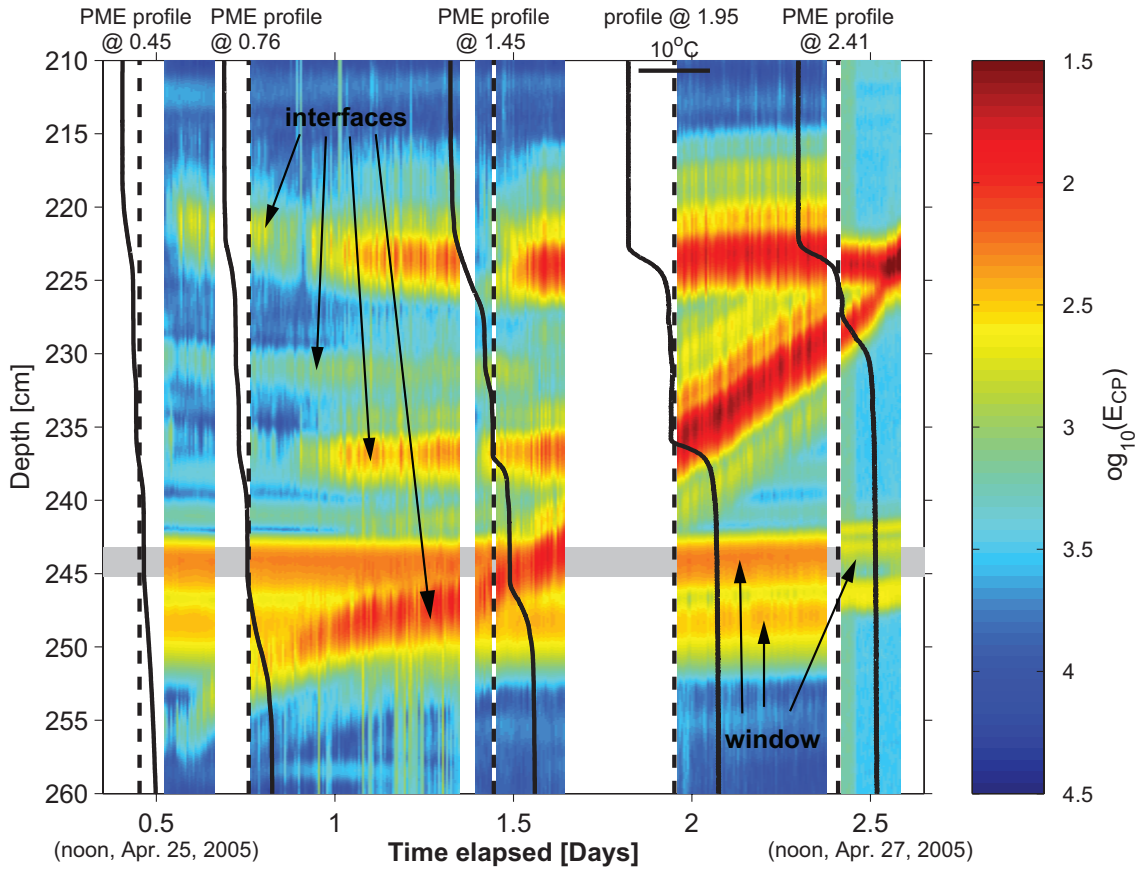 PME profile
@ 0.45
PME profile
@ 0.76
PME profile
@ 1.45
profile @ 1.95
10°C
PME profile
@ 2.41
210
215
220
225
230
235
240
245
250
255
260
Depth [cm]
interfaces
window
0.5
1
1.5
2
2.5
(noon, Apr. 25, 2005)
Time elapsed [Days]
(noon, Apr. 27, 2005)
1.5
2
2.5
3
3.5
4
4.5
og10(ECP)